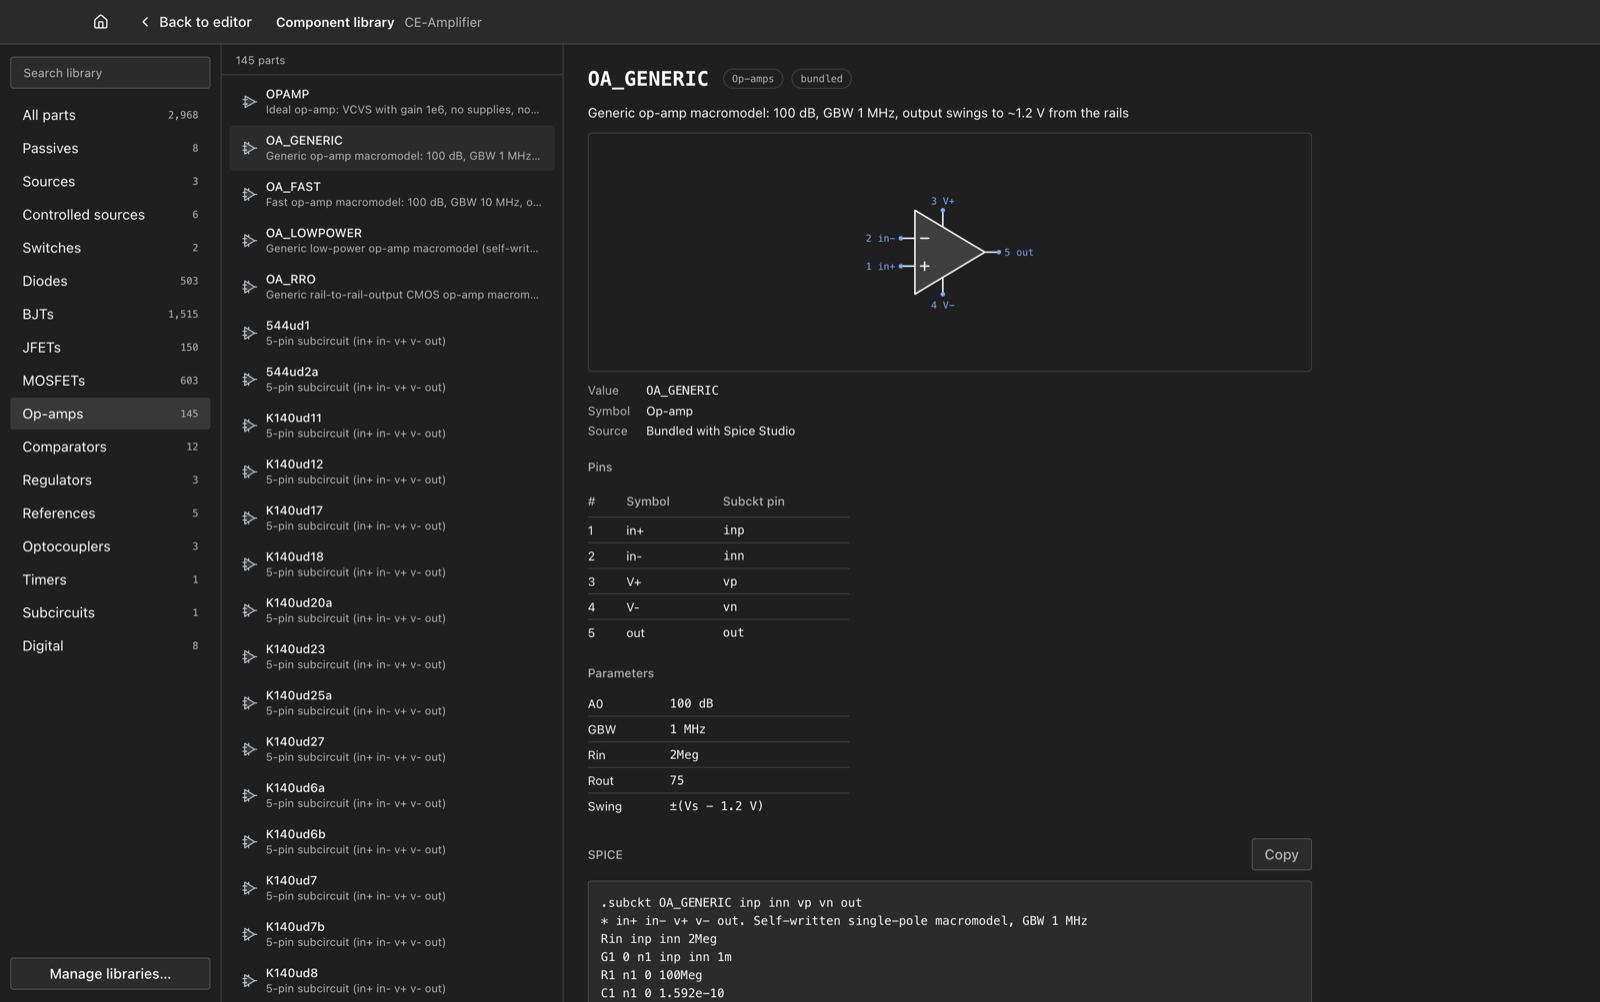 Back to editor Component library CE-Amplifier
Search library
All parts 2,968
Passives 8
Sources 3
Controlled sources 6
Switches 2
Diodes 503
BJTs 1,515
JFETs 150
MOSFETs 603
Op-amps 145
Comparators 12
Regulators 3
References 5
Optocouplers 3
Timers 1
Subcircuits 1
Digital 8
Manage libraries...
145 parts
OPAMP
Ideal op-amp: VCVS with gain 1e6, no supplies, no...
OA_GENERIC
Generic op-amp macromodel: 100 dB, GBW 1 MHz...
OA_FAST
Fast op-amp macromodel: 100 dB, GBW 10 MHz, o...
OA_LOWPOWER
Generic low-power op-amp macromodel (self-writ...
OA_RRO
Generic rail-to-rail-output CMOS op-amp macrom...
544ud1
5-pin subcircuit (in+ in- v+ v- out)
544ud2a
5-pin subcircuit (in+ in- v+ v- out)
K140ud11
5-pin subcircuit (in+ in- v+ v- out)
K140ud12
5-pin subcircuit (in+ in- v+ v- out)
K140ud17
5-pin subcircuit (in+ in- v+ v- out)
K140ud18
5-pin subcircuit (in+ in- v+ v- out)
K140ud20a
5-pin subcircuit (in+ in- v+ v- out)
K140ud23
5-pin subcircuit (in+ in- v+ v- out)
K140ud25a
5-pin subcircuit (in+ in- v+ v- out)
K140ud27
5-pin subcircuit (in+ in- v+ v- out)
K140ud6a
5-pin subcircuit (in+ in- v+ v- out)
K140ud6b
5-pin subcircuit (in+ in- v+ v- out)
K140ud7
5-pin subcircuit (in+ in- v+ v- out)
K140ud7b
5-pin subcircuit (in+ in- v+ v- out)
K140ud8
5-pin subcircuit (in+ in- v+ v- out)
OA_GENERIC Op-amps bundled
Generic op-amp macromodel: 100 dB, GBW 1 MHz, output swings to ~1.2 V from the rails
3 V+
2 in−
1 in+
5 out
4 V−
Value OA_GENERIC
Symbol Op-amp
Source Bundled with Spice Studio
Pins
# Symbol Subckt pin
1 in+ inp
2 in- inn
3 V+ vp
4 V- vn
5 out out
Parameters
A0 100 dB
GBW 1 MHz
Rin 2Meg
Rout 75
Swing ±(Vs − 1.2 V)
SPICE Copy
.subckt OA_GENERIC inp inn vp vn out
* in+ in- v+ v- out. Self-written single-pole macromodel, GBW 1 MHz
Rin inp inn 2Meg
G1 0 n1 inp inn 1m
R1 n1 0 100Meg
C1 n1 0 1.592e-10